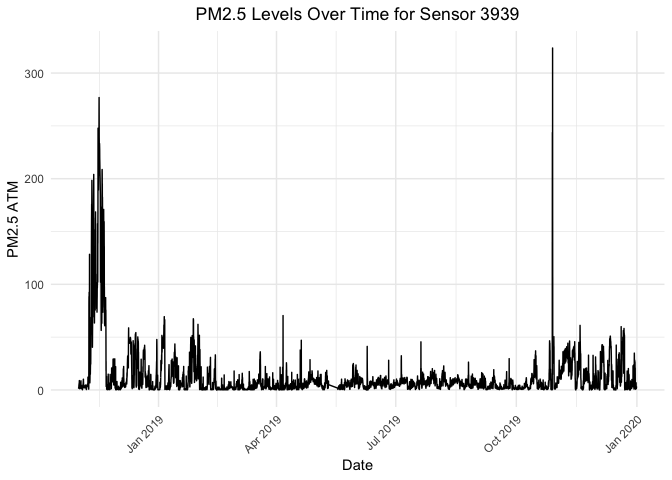 PM2.5 Levels Over Time for Sensor 3939
PM2.5 ATM
300
200
100
0
Jan 2019
Apr 2019
Jul 2019
Oct 2019
Jan 2020
Date